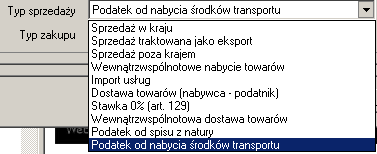 Typ sprzedaży Podatek od nabycia środków transportu
Typ zakupu
Sprzedaż w kraju
Sprzedaż traktowana jako eksport
Sprzedaż poza krajem
Wewnątrzwspólnotowe nabycie towarów
Import usług
Dostawa towarów (nabywca - podatnik)
Stawka 0% (art. 129)
Wewnątrzwspólnotowa dostawa towarów
Podatek od spisu z natury
Podatek od nabycia środków transportu